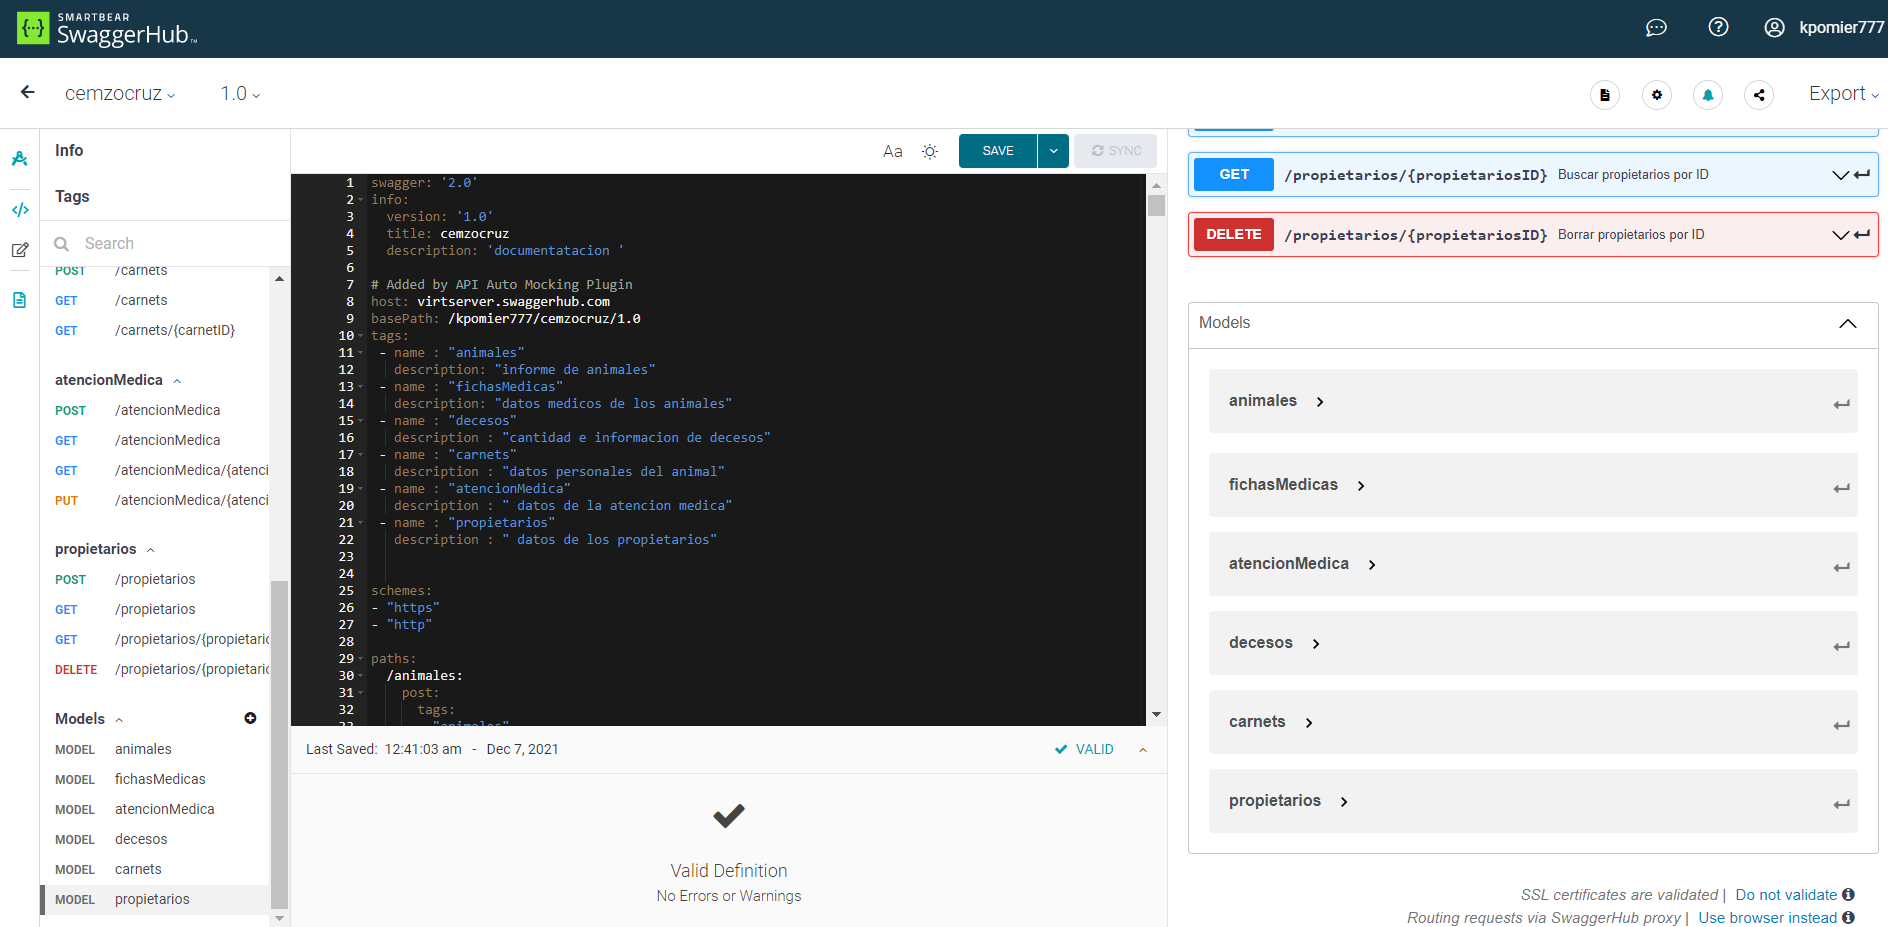 SMARTBEAR
SwaggerHub™
kpomier777
cemzocruz
1.0
Export
Info
Tags
Search
POST /carnets
GET /carnets
GET /carnets/{carnetID}
atencionMedica
POST /atencionMedica
GET /atencionMedica
GET /atencionMedica/{atenci
PUT /atencionMedica/{atenci
propietarios
POST /propietarios
GET /propietarios
GET /propietarios/{propietaric
DELETE /propietarios/{propietaric
Models
MODEL animales
MODEL fichasMedicas
MODEL atencionMedica
MODEL decesos
MODEL carnets
MODEL propietarios
Aa
SAVE
SYNC
1 swagger: '2.0'
2 info:
3 version: '1.0'
4 title: cemzocruz
5 description: 'documentatacion '
6
7 # Added by API Auto Mocking Plugin
8 host: virtserver.swaggerhub.com
9 basePath: /kpomier777/cemzocruz/1.0
10 tags:
11 - name : "animales"
12 description: "informe de animales"
13 - name : "fichasMedicas"
14 description: "datos medicos de los animales"
15 - name : "decesos"
16 description : "cantidad e informacion de decesos"
17 - name : "carnets"
18 description : "datos personales del animal"
19 - name : "atencionMedica"
20 description : " datos de la atencion medica"
21 - name : "propietarios"
22 description : " datos de los propietarios"
23
24
25 schemes:
26 - "https"
27 - "http"
28
29 paths:
30 /animales:
31 post:
32 tags:
33 - "animales"
Last Saved: 12:41:03 am - Dec 7, 2021
VALID
Valid Definition
No Errors or Warnings
GET /propietarios/{propietariosID} Buscar propietarios por ID
DELETE /propietarios/{propietariosID} Borrar propietarios por ID
Models
animales
fichasMedicas
atencionMedica
decesos
carnets
propietarios
SSL certificates are validated | Do not validate
Routing requests via SwaggerHub proxy | Use browser instead